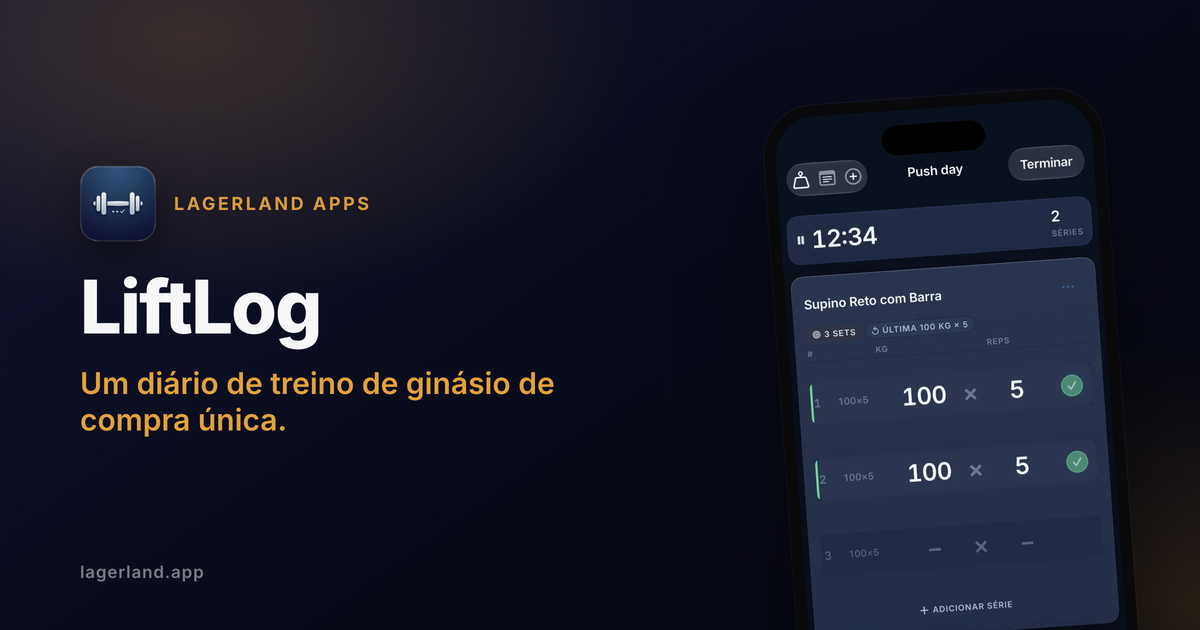 LAGERLAND APPS
LiftLog
Um diário de treino de ginásio de
compra única.
lagerland.app
Push day
Terminar
12:34
2
SÉRIES
Supino Reto com Barra
3 SETS
ÚLTIMA 100 KG × 5
# KG REPS
1 100×5 100 × 5
2 100×5 100 × 5
3 100×5 – × –
+ ADICIONAR SÉRIE